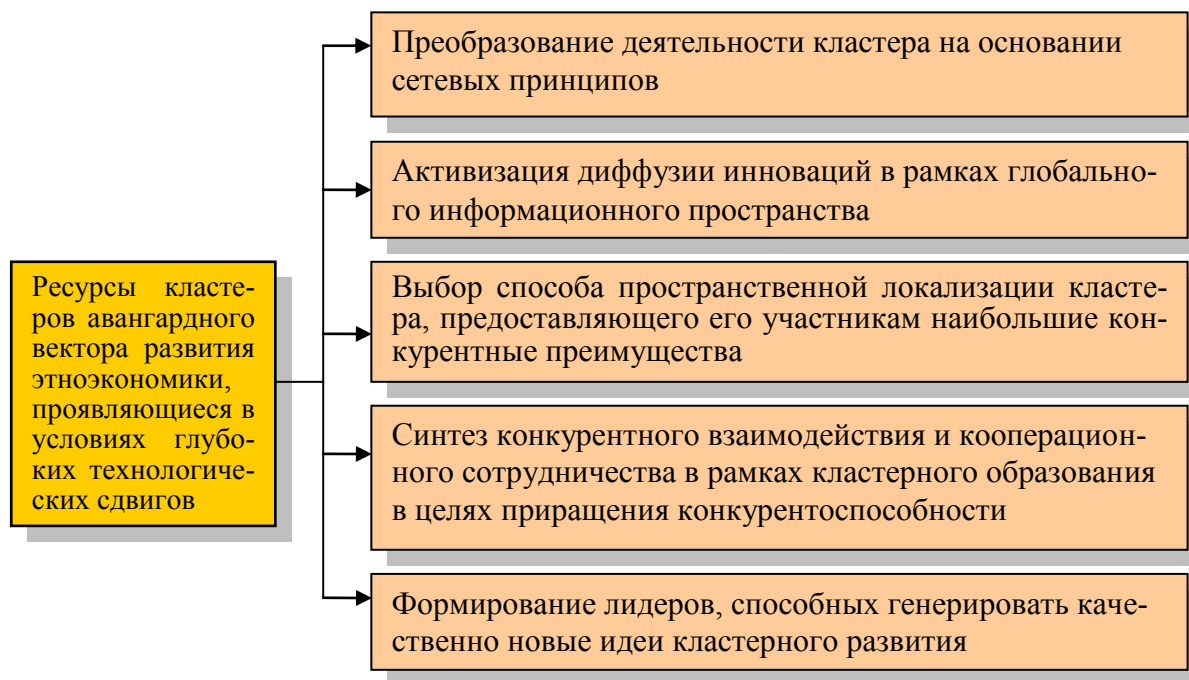 Преобразование деятельности кластера на основании
сетевых принципов
Активизация диффузии инноваций в рамках глобально-
го информационного пространства
Ресурсы класте-
ров авангардного
вектора развития
этноэкономики,
проявляющиеся в
условиях глубо-
ких технологиче-
ских сдвигов
Выбор способа пространственной локализации класте-
ра, предоставляющего его участникам наибольшие кон-
курентные преимущества
Синтез конкурентного взаимодействия и кооперацион-
ного сотрудничества в рамках кластерного образования
в целях приращения конкурентоспособности
Формирование лидеров, способных генерировать каче-
ственно новые идеи кластерного развития